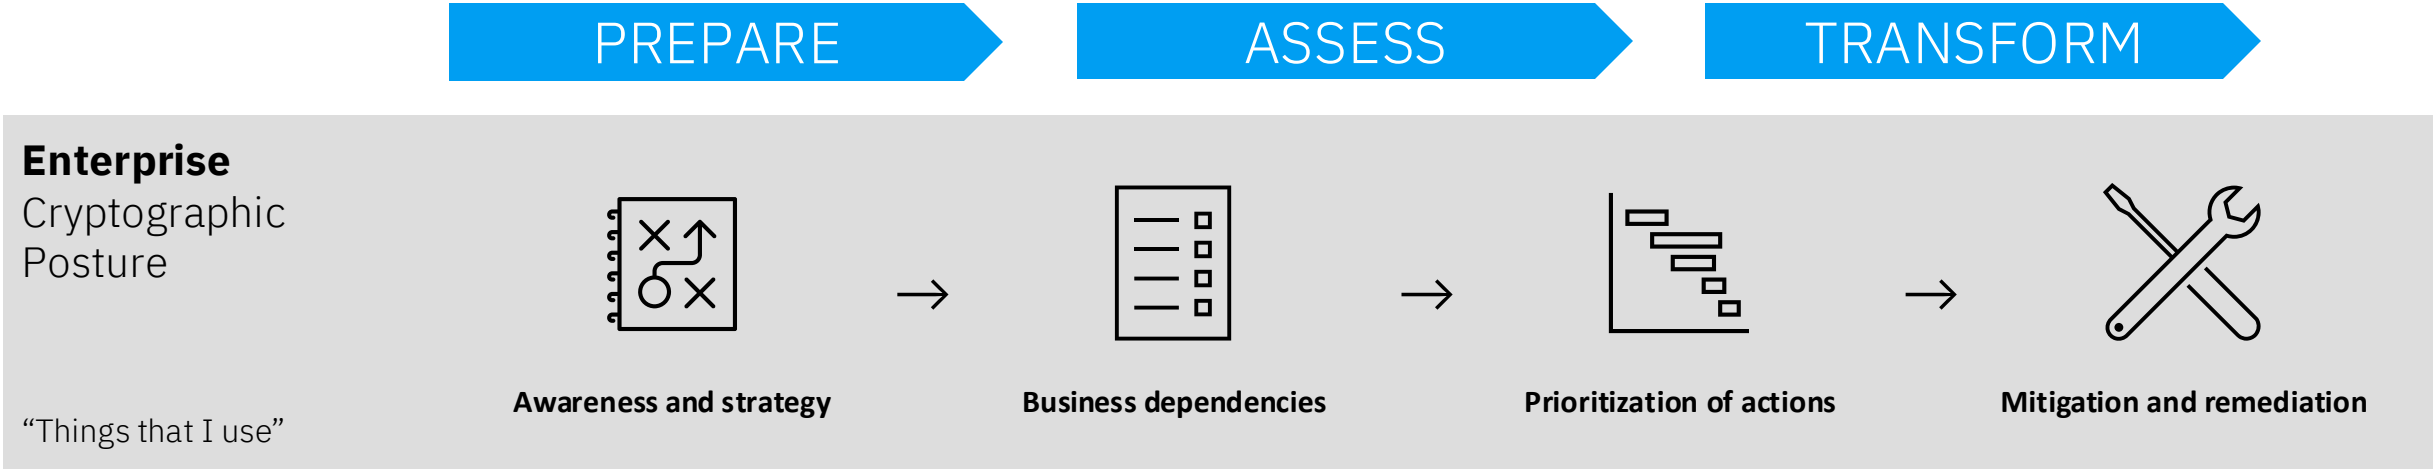 PREPARE
ASSESS
TRANSFORM
Enterprise
Cryptographic
Posture
“Things that I use”
Awareness and strategy
Business dependencies
Prioritization of actions
Mitigation and remediation